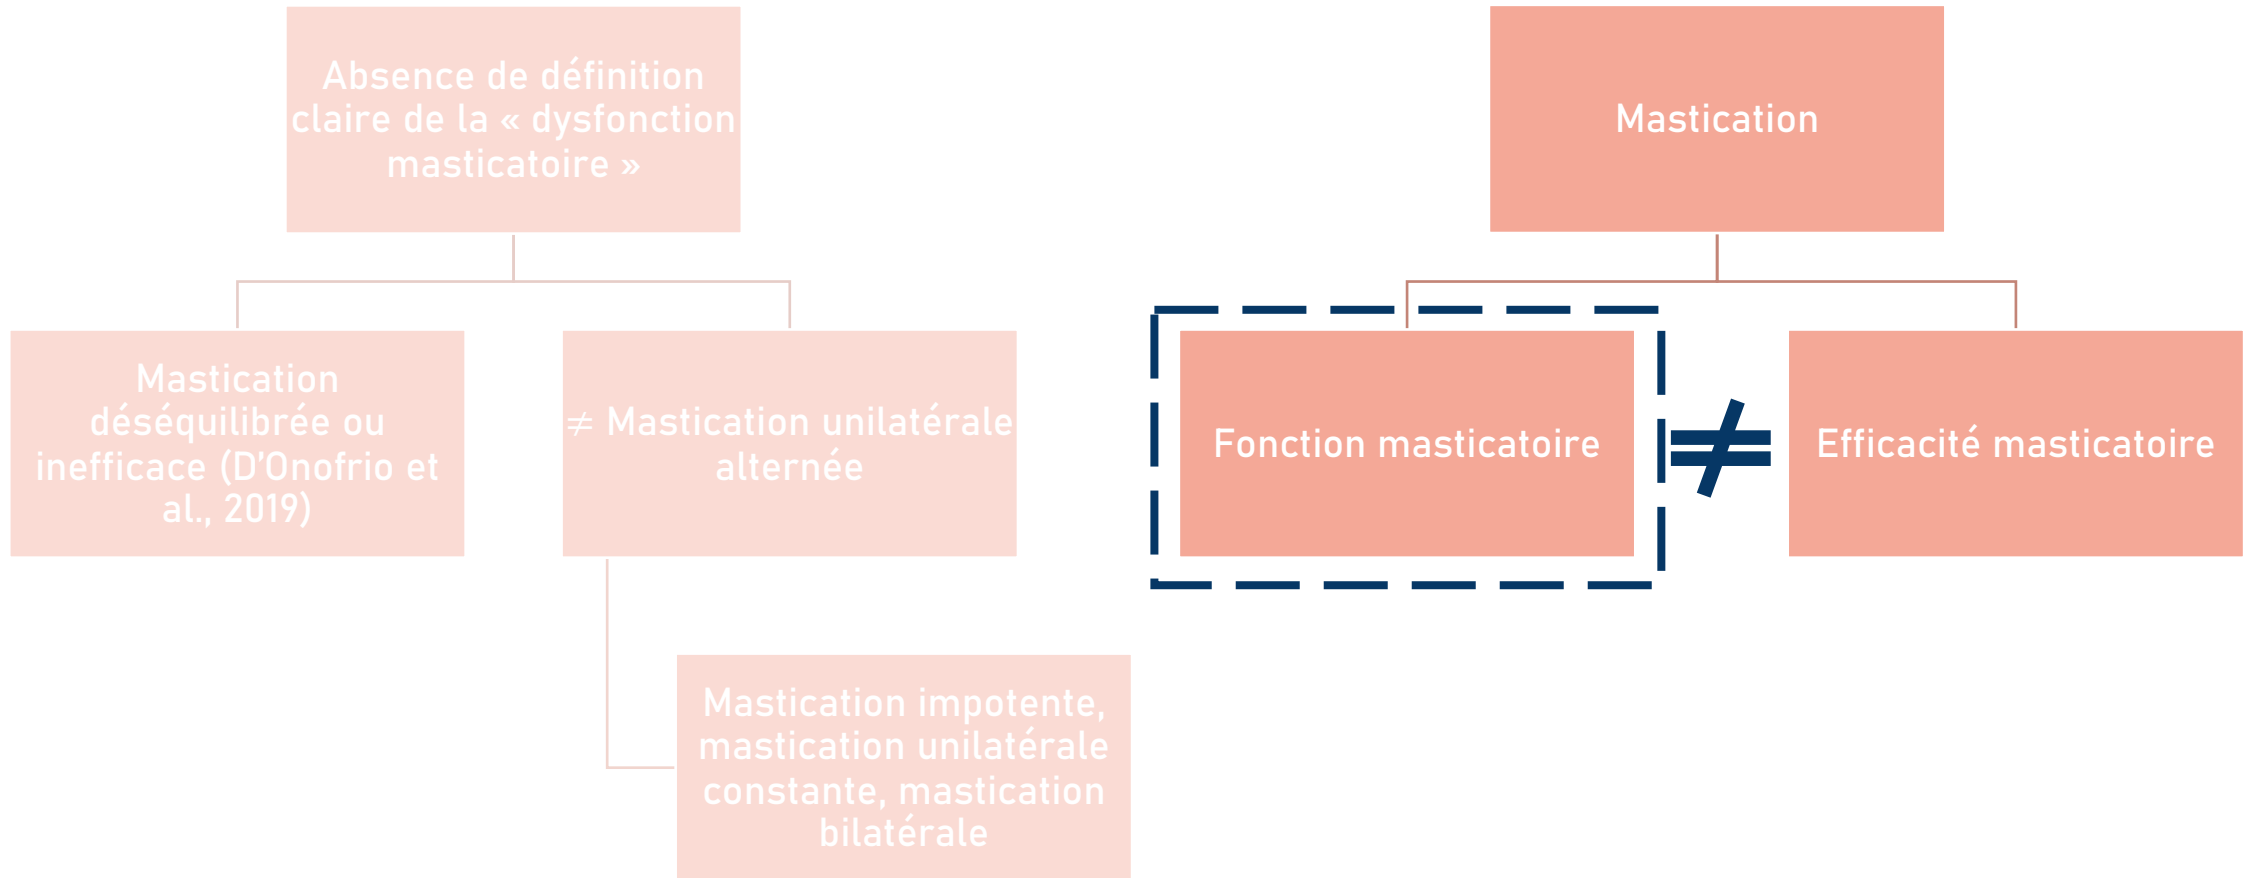 Absence de définition
claire de la « dysfonction
masticatoire »
Mastication
déséquilibrée ou
inefficace (D'Onofrio et
al., 2019)
≠ Mastication unilatérale
alternée
Mastication impotente,
mastication unilatérale
constante, mastication
bilatérale
Mastication
Fonction masticatoire
≠
Efficacité masticatoire